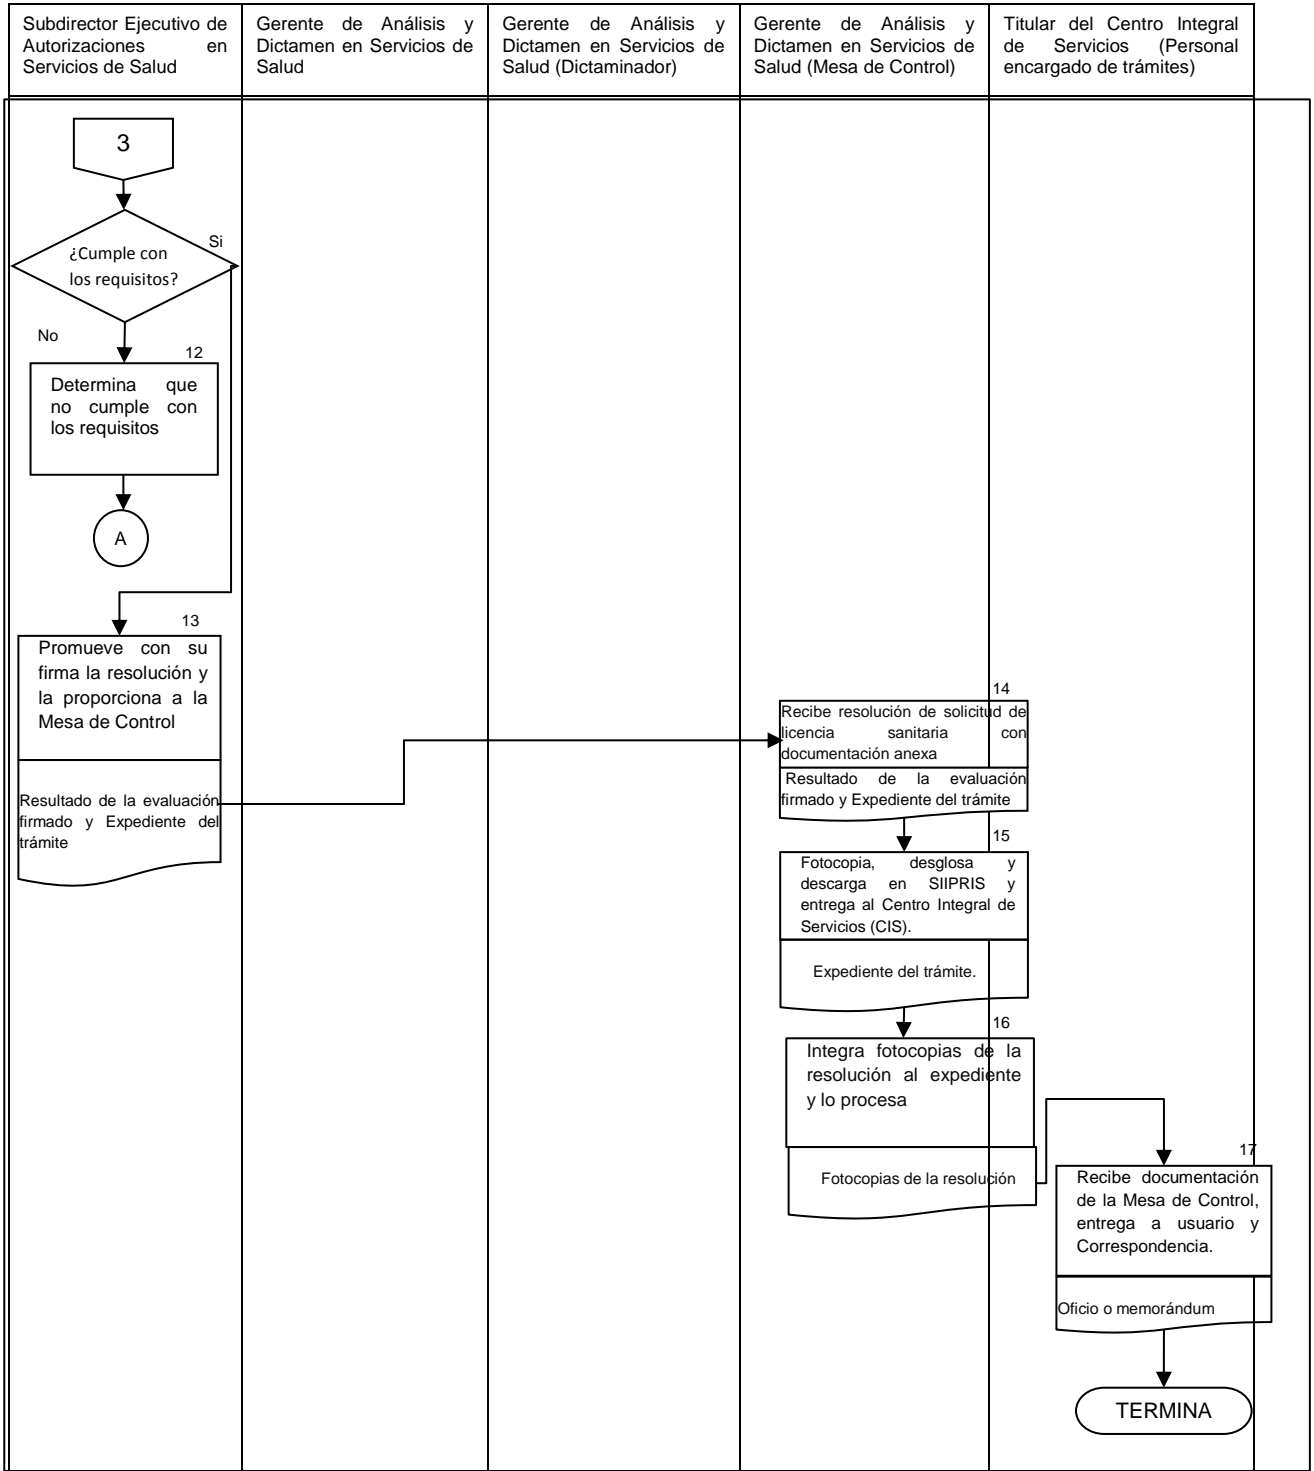 Subdirector Ejecutivo de
Autorizaciones en
Servicios de Salud
Gerente de Análisis y
Dictamen en Servicios de
Salud
Gerente de Análisis y
Dictamen en Servicios de
Salud (Dictaminador)
Gerente de Análisis y
Dictamen en Servicios de
Salud (Mesa de Control)
Titular del Centro Integral
de Servicios (Personal
encargado de trámites)
3
¿Cumple con
los requisitos?
Si
No
12
Determina que
no cumple con
los requisitos
A
13
Promueve con su
firma la resolución y
la proporciona a la
Mesa de Control
Resultado de la evaluación
firmado y Expediente del
trámite
14
Recibe resolución de solicitud de
licencia sanitaria con
documentación anexa
Resultado de la evaluación
firmado y Expediente del trámite
15
Fotocopia, desglosa y
descarga en SIIPRIS y
entrega al Centro Integral de
Servicios (CIS).
Expediente del trámite.
16
Integra fotocopias de la
resolución al expediente
y lo procesa
Fotocopias de la resolución
17
Recibe documentación
de la Mesa de Control,
entrega a usuario y
Correspondencia.
Oficio o memorándum
TERMINA